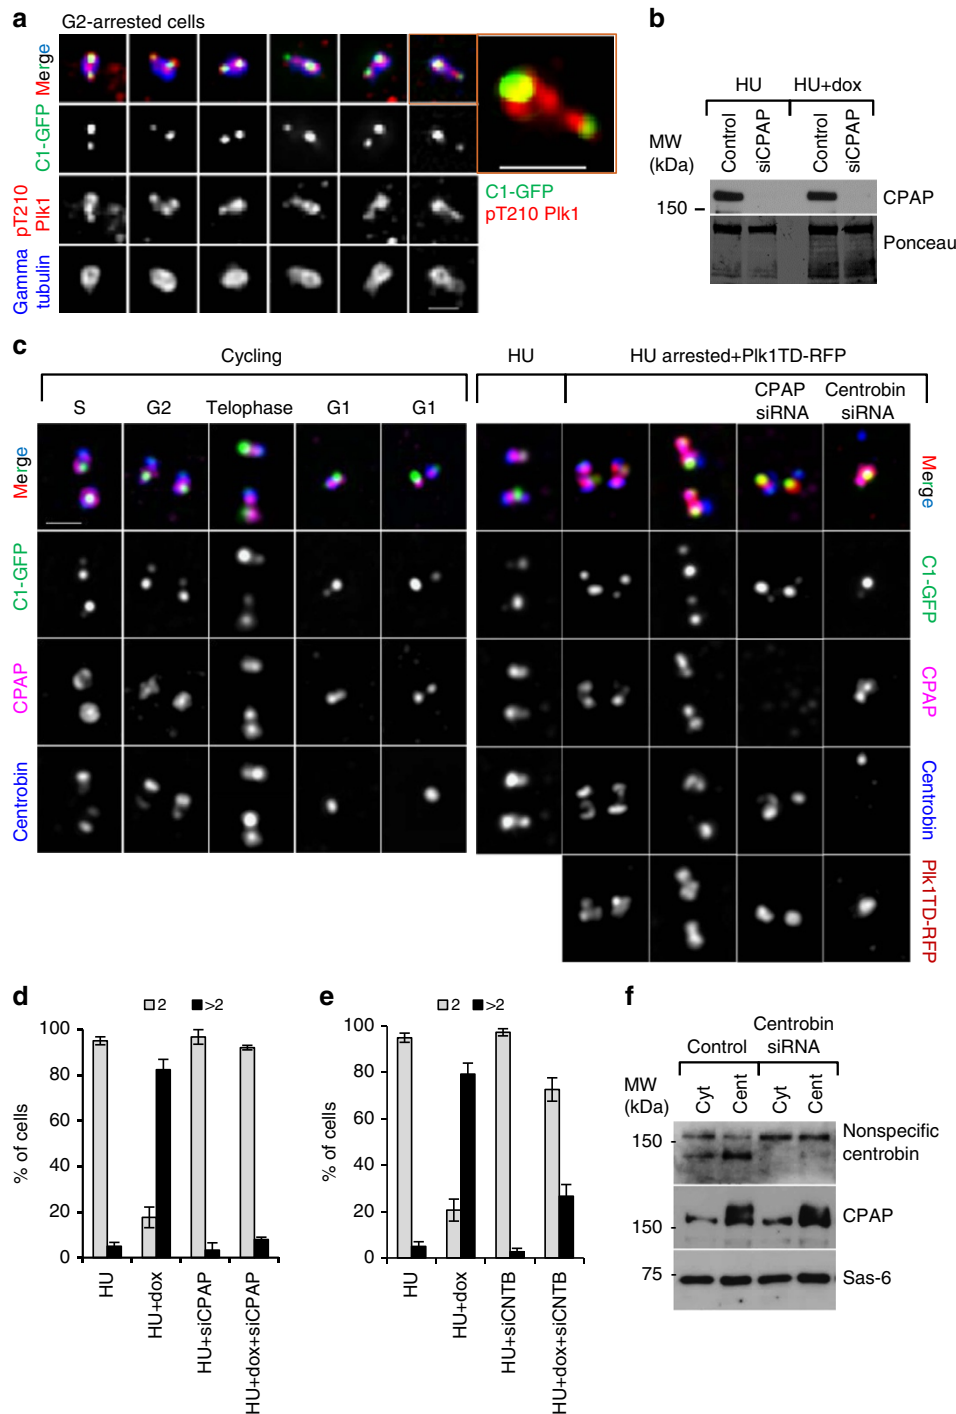 a
G2-arrested cells
Merge
C1-GFP
pT210
Plk1
Gamma
tubulin
C1-GFP
pT210 Plk1
b
HU
HU+dox
MW
(kDa)
Control
siCPAP
Control
siCPAP
150
CPAP
Ponceau
c
Cycling
HU
HU arrested+Plk1TD-RFP
S
G2
Telophase
G1
G1
CPAP
siRNA
Centrobin
siRNA
Merge
C1-GFP
CPAP
Centrobin
Merge
C1-GFP
CPAP
Centrobin
Plk1TD-RFP
d
2
>2
% of cells
100
80
60
40
20
0
HU
HU+dox
HU+siCPAP
HU+dox+siCPAP
e
2
>2
% of cells
100
80
60
40
20
0
HU
HU+dox
HU+siCNTB
HU+dox+siCNTB
f
Control
Centrobin
siRNA
MW
(kDa)
Cyt
Cent
Cyt
Cent
150
Nonspecific
centrobin
150
CPAP
75
Sas-6